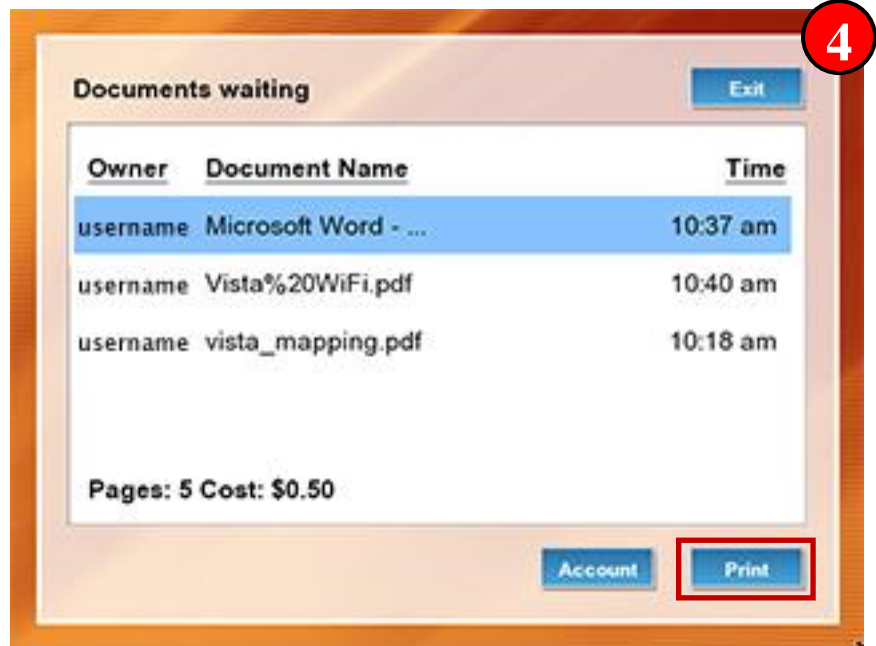 4
Documents waiting Exit
Owner Document Name Time
username Microsoft Word - ... 10:37 am
username Vista%20WiFi.pdf 10:40 am
username vista_mapping.pdf 10:18 am
Pages: 5 Cost: $0.50
Account Print